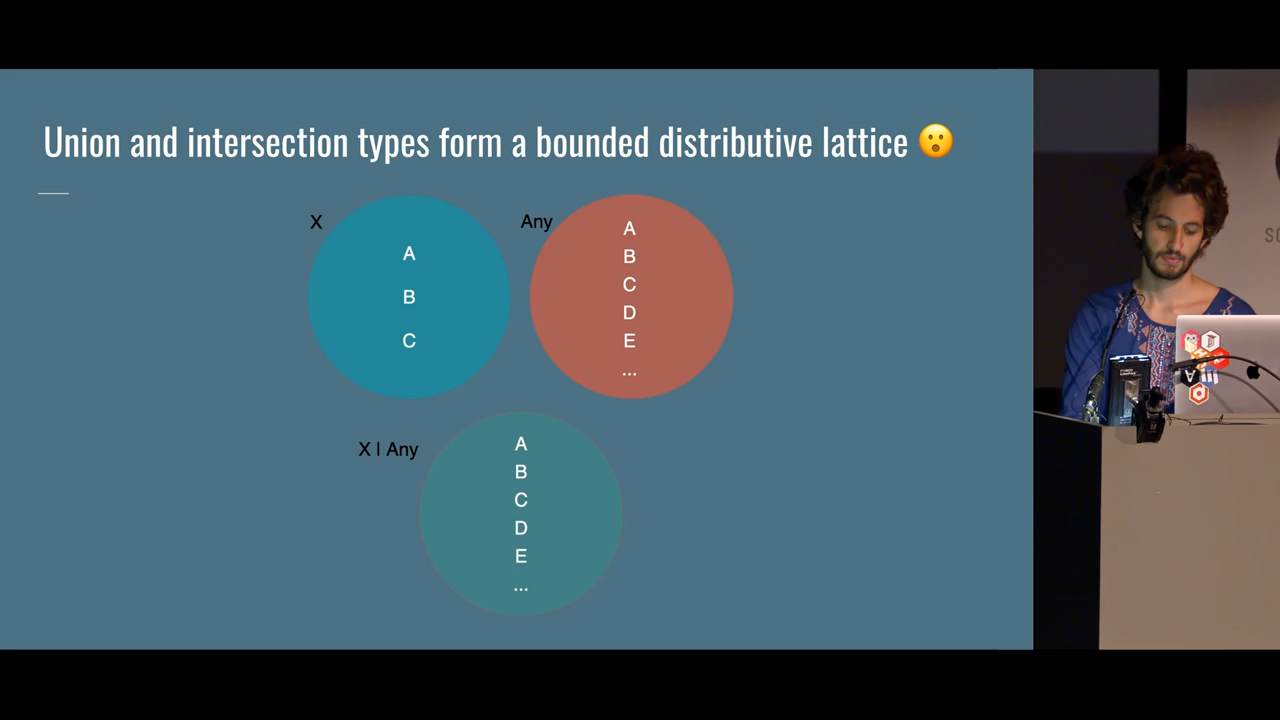 Union and intersection types form a bounded distributive lattice 😮
X
A
B
C
Any
A
B
C
D
E
...
X | Any
A
B
C
D
E
...